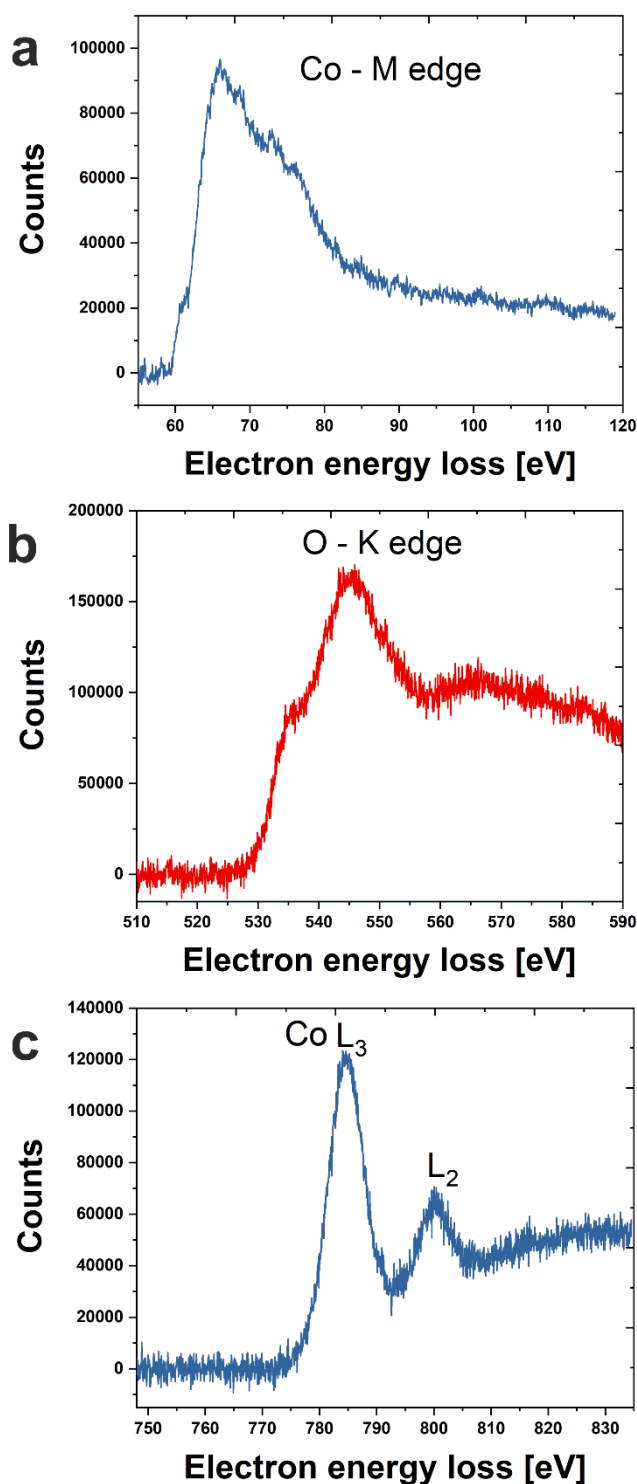 a
Co - M edge
Counts
100000
80000
60000
40000
20000
0
60 70 80 90 100 110 120
Electron energy loss [eV]
b
O - K edge
Counts
200000
150000
100000
50000
0
510 520 530 540 550 560 570 580 590
Electron energy loss [eV]
c
Co L3
L2
Counts
140000
120000
100000
80000
60000
40000
20000
0
750 760 770 780 790 800 810 820 830
Electron energy loss [eV]